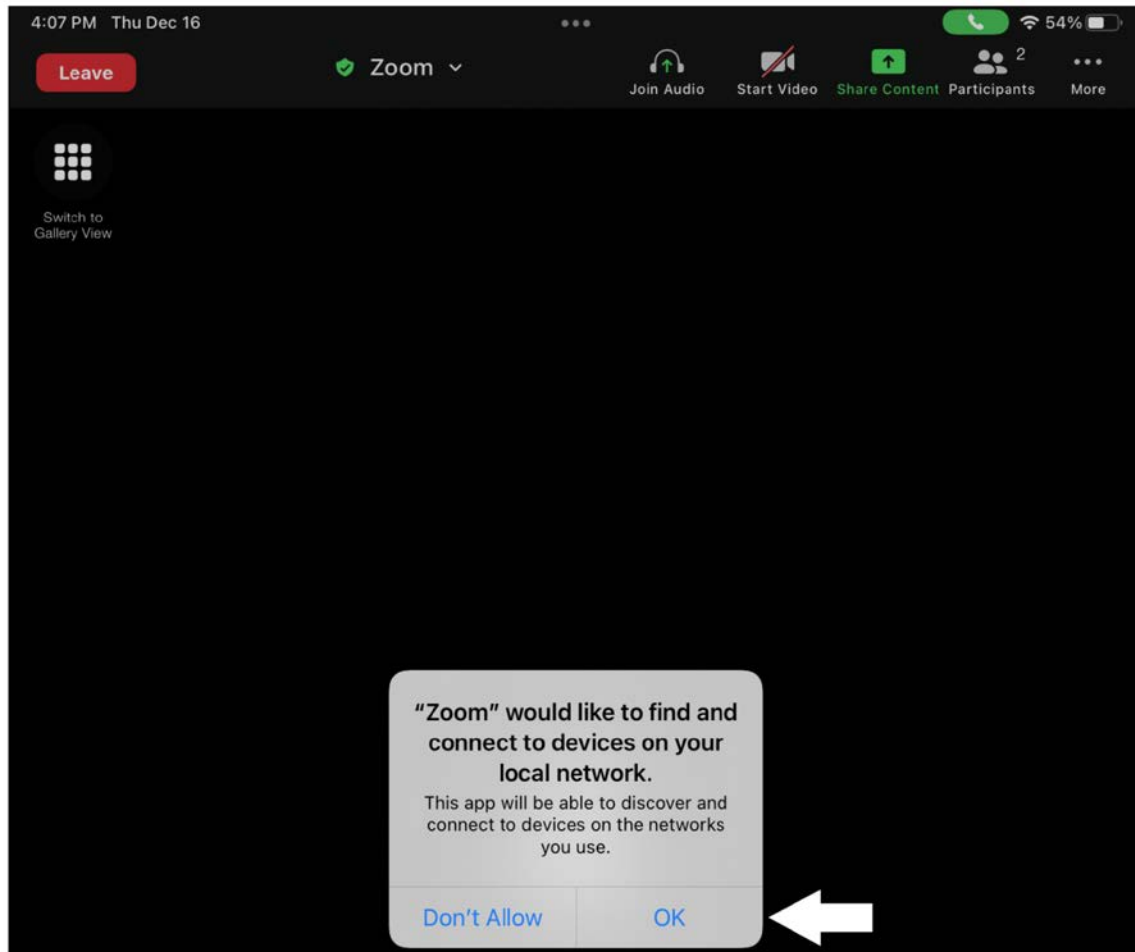 4:07 PM Thu Dec 16
54%
Leave
Zoom
2
Join Audio
Start Video
Share Content
Participants
More
Switch to
Gallery View
“Zoom” would like to find and
connect to devices on your
local network.
This app will be able to discover and
connect to devices on the networks
you use.
Don’t Allow
OK